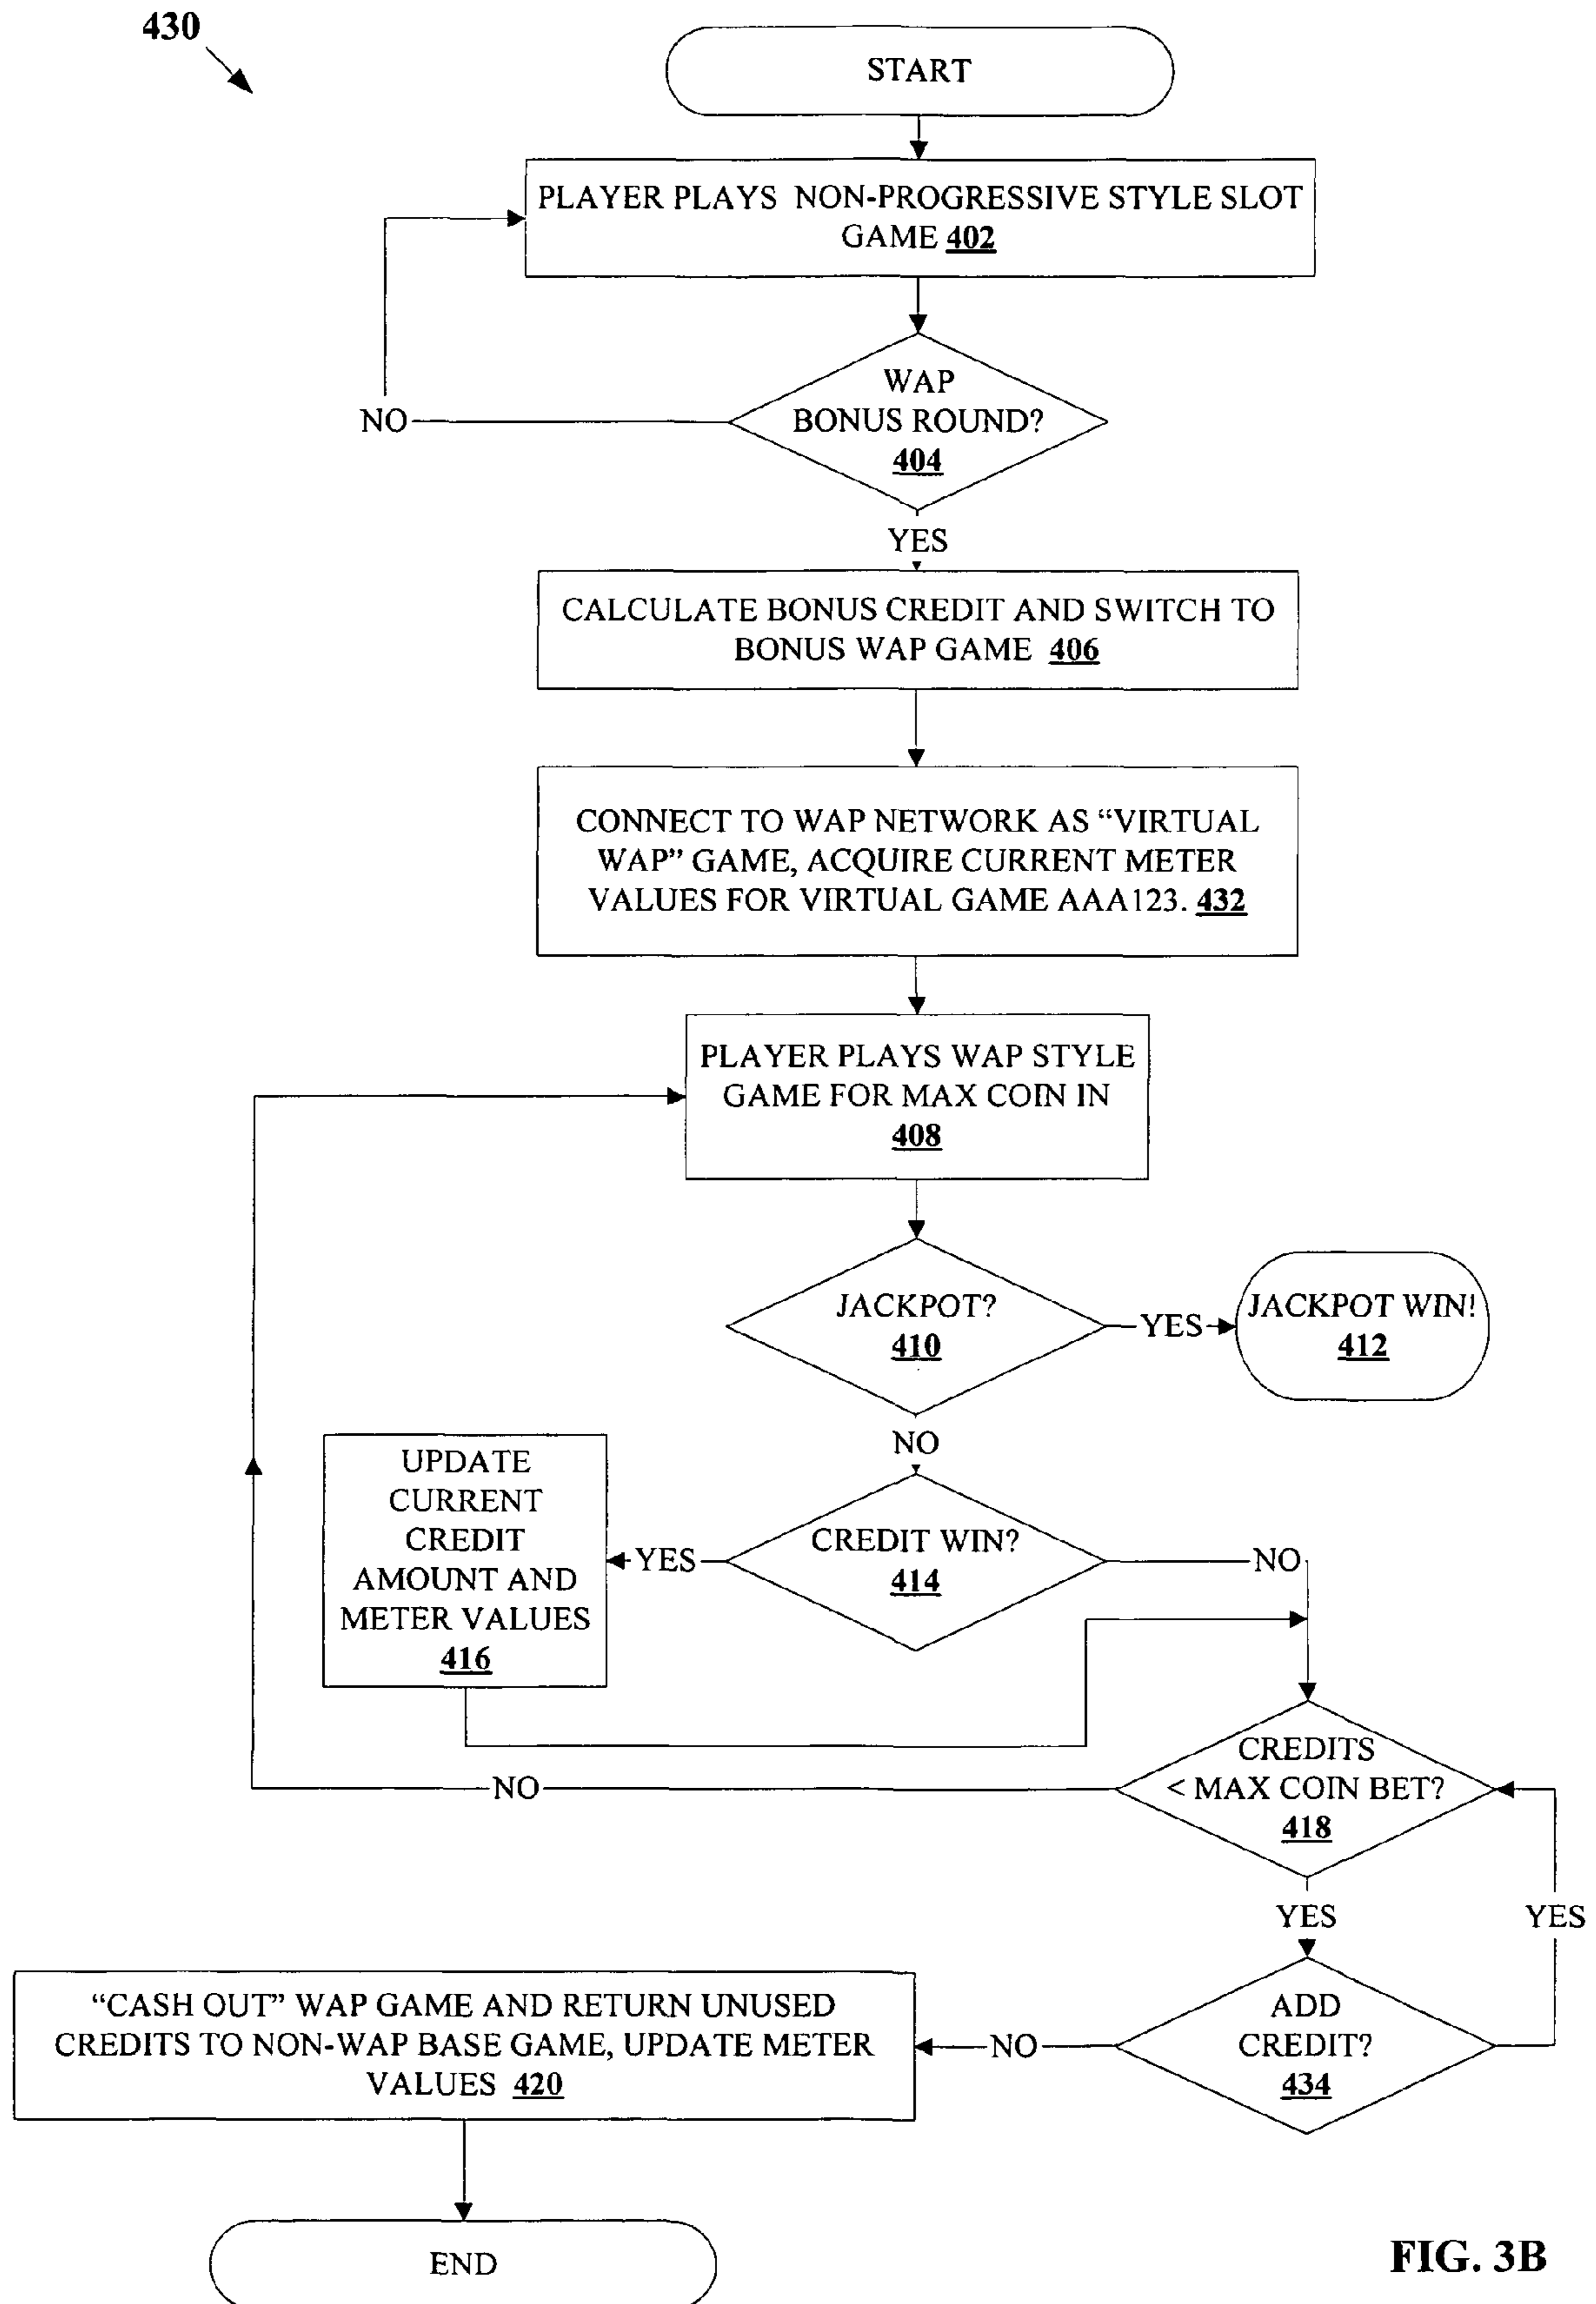 430
START
PLAYER PLAYS NON-PROGRESSIVE STYLE SLOT
GAME 402
WAP
BONUS ROUND?
404
NO
YES
CALCULATE BONUS CREDIT AND SWITCH TO
BONUS WAP GAME 406
CONNECT TO WAP NETWORK AS “VIRTUAL
WAP” GAME, ACQUIRE CURRENT METER
VALUES FOR VIRTUAL GAME AAA123. 432
PLAYER PLAYS WAP STYLE
GAME FOR MAX COIN IN
408
JACKPOT?
410
YES
JACKPOT WIN!
412
NO
UPDATE
CURRENT
CREDIT
AMOUNT AND
METER VALUES
416
YES
CREDIT WIN?
414
NO
CREDITS
< MAX COIN BET?
418
NO
YES
YES
“CASH OUT” WAP GAME AND RETURN UNUSED
CREDITS TO NON-WAP BASE GAME, UPDATE METER
VALUES 420
NO
ADD
CREDIT?
434
END
FIG. 3B